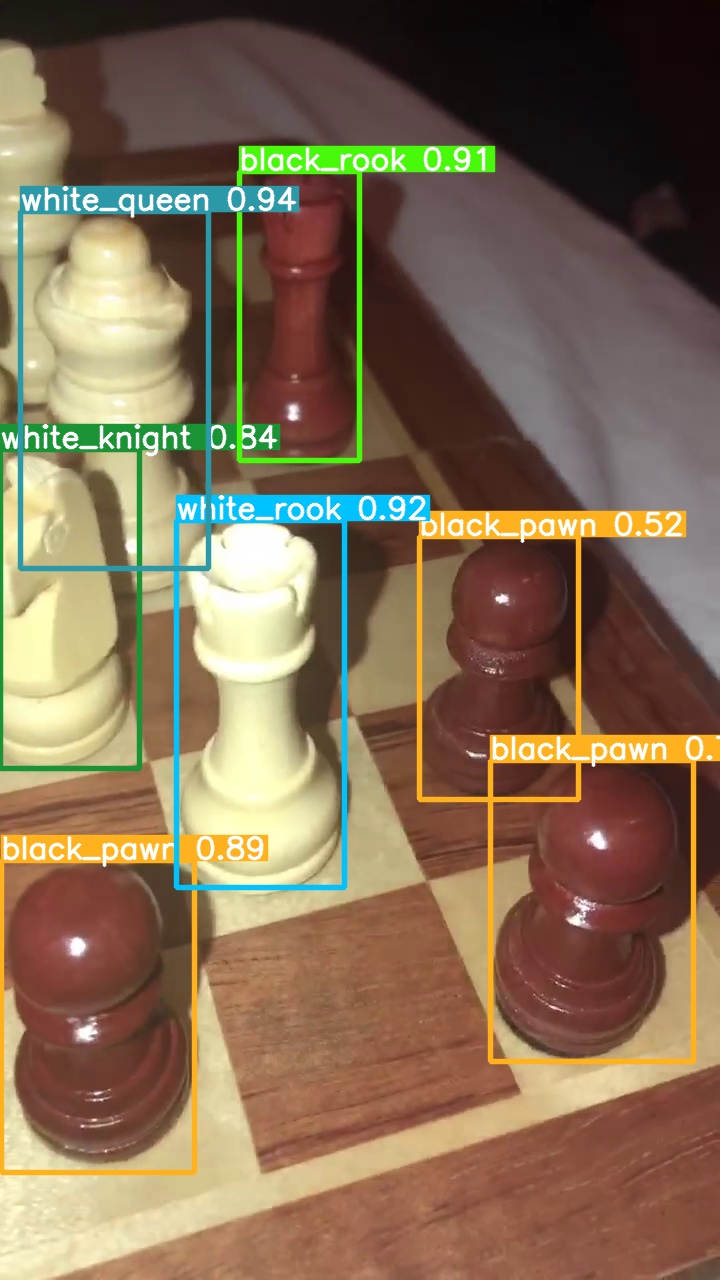 black_rook 0.91
white_queen 0.94
white_knight 0.84
white_rook 0.92
black_pawn 0.52
black_pawn 0.
black_pawn 0.89